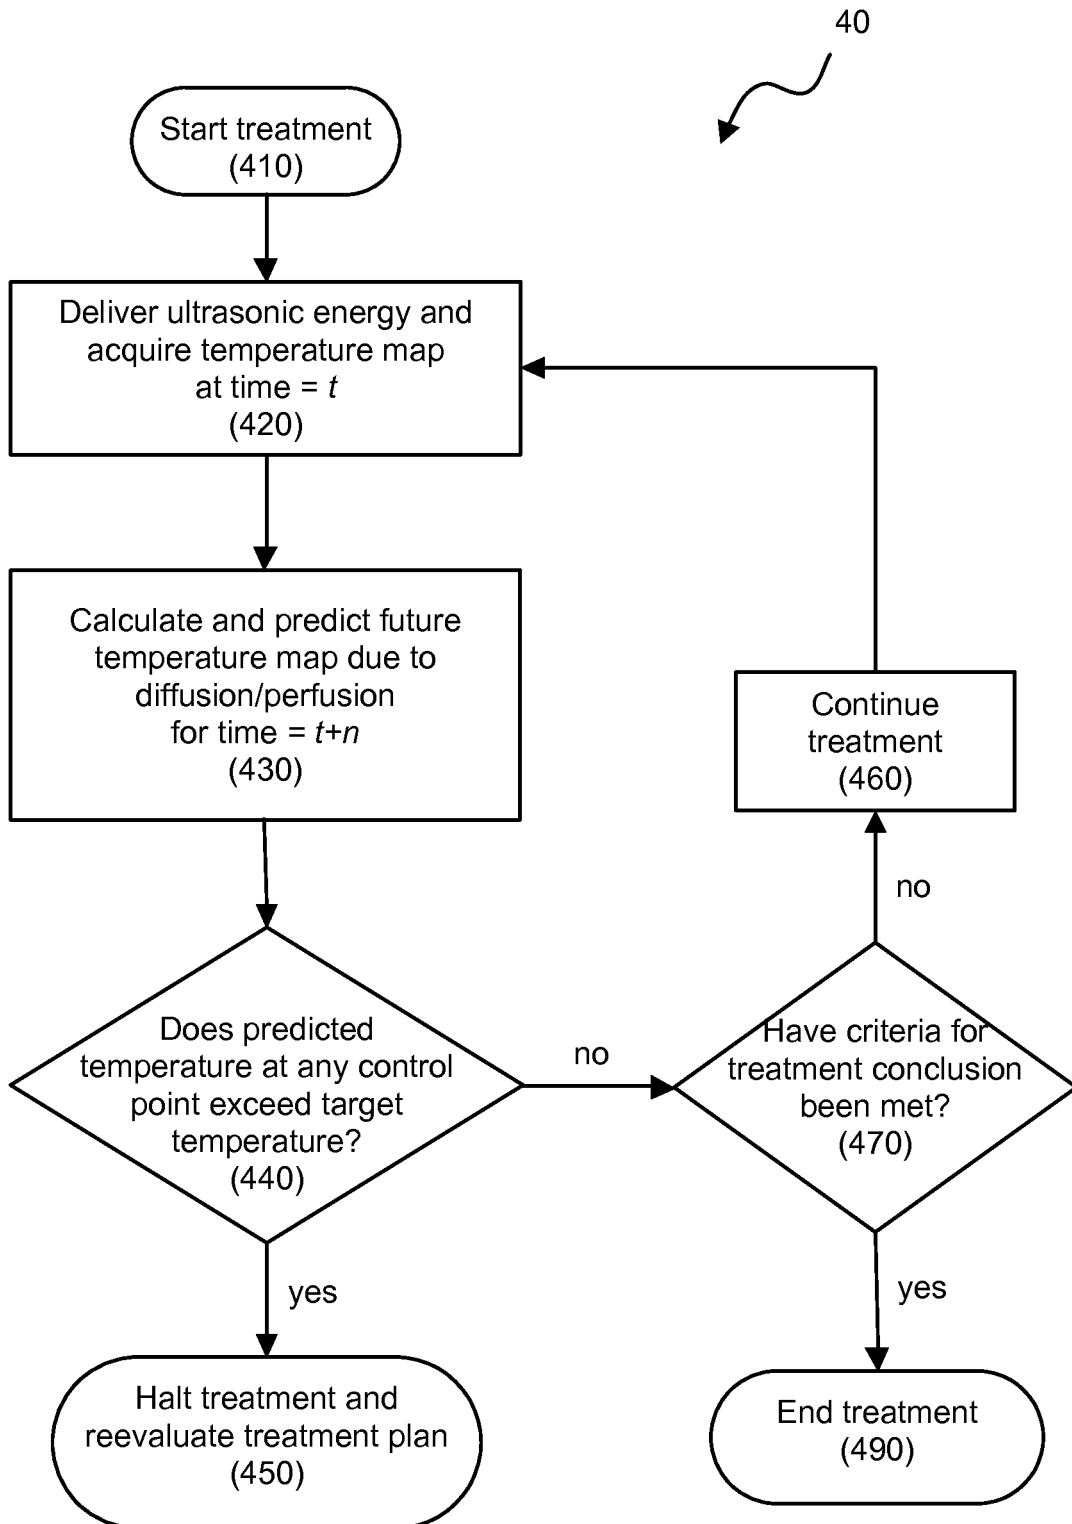 40
Start treatment
(410)
Deliver ultrasonic energy and
acquire temperature map
at time = t
(420)
Calculate and predict future
temperature map due to
diffusion/perfusion
for time = t+n
(430)
Continue
treatment
(460)
no
Does predicted
temperature at any control
point exceed target
temperature?
(440)
no
Have criteria for
treatment conclusion
been met?
(470)
yes
yes
Halt treatment and
reevaluate treatment plan
(450)
End treatment
(490)